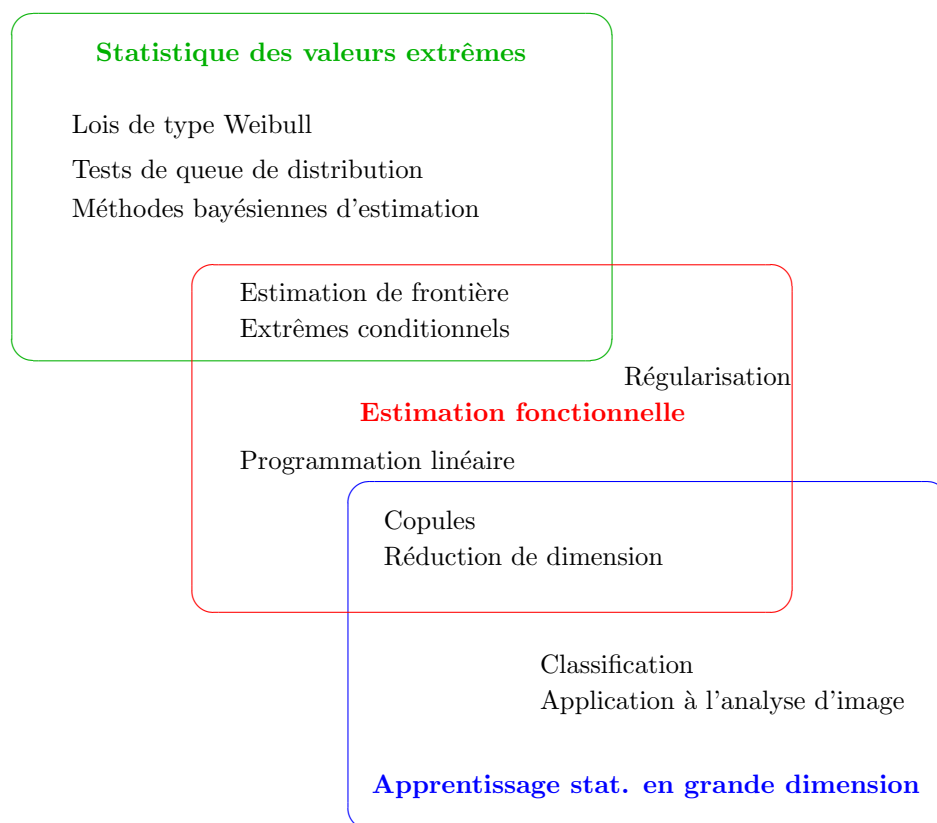 Statistique des valeurs extrêmes
Lois de type Weibull
Tests de queue de distribution
Méthodes bayésiennes d'estimation
Estimation de frontière
Extrêmes conditionnels
Régularisation
Estimation fonctionnelle
Programmation linéaire
Copules
Réduction de dimension
Classification
Application à l'analyse d'image
Apprentissage stat. en grande dimension